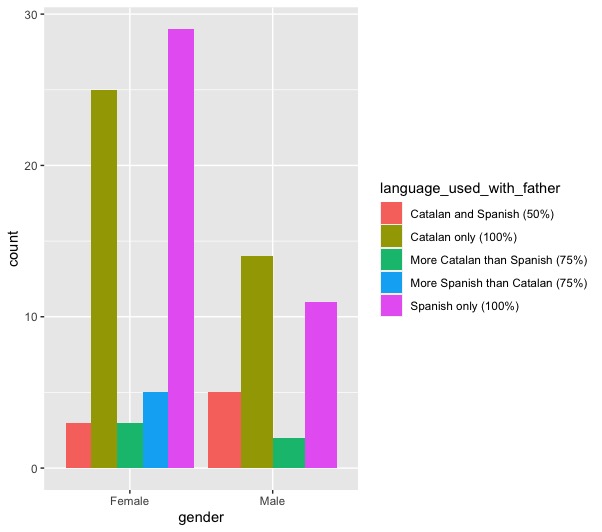 30
20
10
0
count
Female
Male
gender
language_used_with_father
Catalan and Spanish (50%)
Catalan only (100%)
More Catalan than Spanish (75%)
More Spanish than Catalan (75%)
Spanish only (100%)